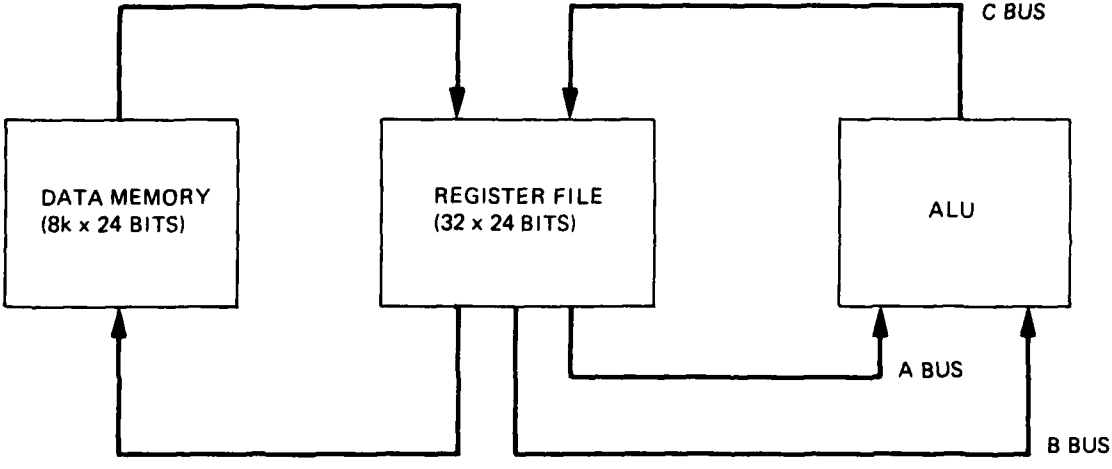 C BUS
DATA MEMORY
(8k x 24 BITS)
REGISTER FILE
(32 x 24 BITS)
ALU
A BUS
B BUS